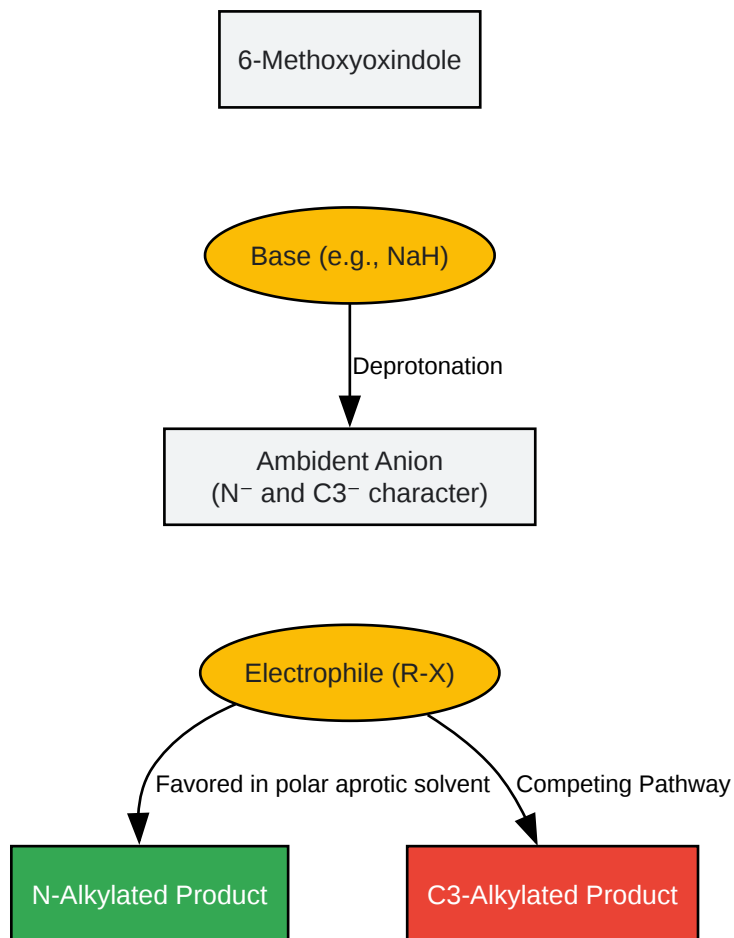 6-Methoxyoxindole
Base (e.g., NaH)
Deprotonation
Ambident Anion
(N⁻ and C3⁻ character)
Electrophile (R-X)
Favored in polar aprotic solvent
Competing Pathway
N-Alkylated Product
C3-Alkylated Product